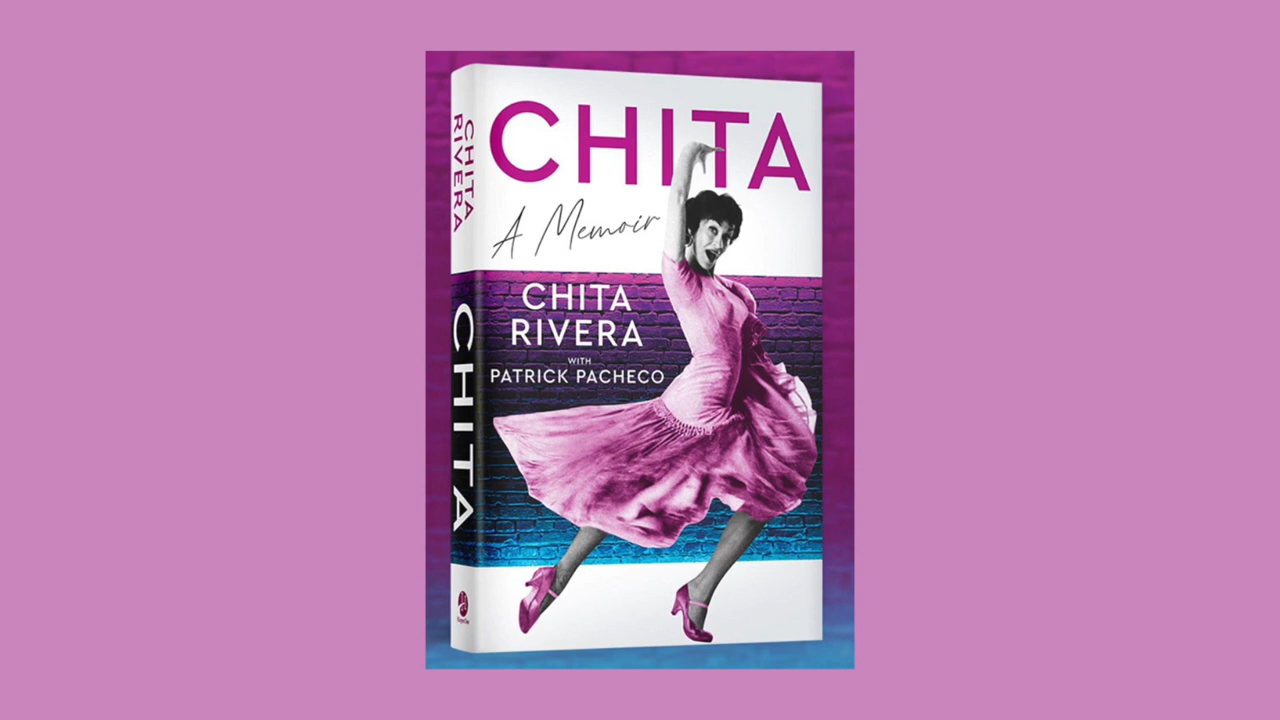 CHITA
A Memoir
CHITA
RIVERA
WITH
PATRICK PACHECO
CHITA
RIVERA
CHITA